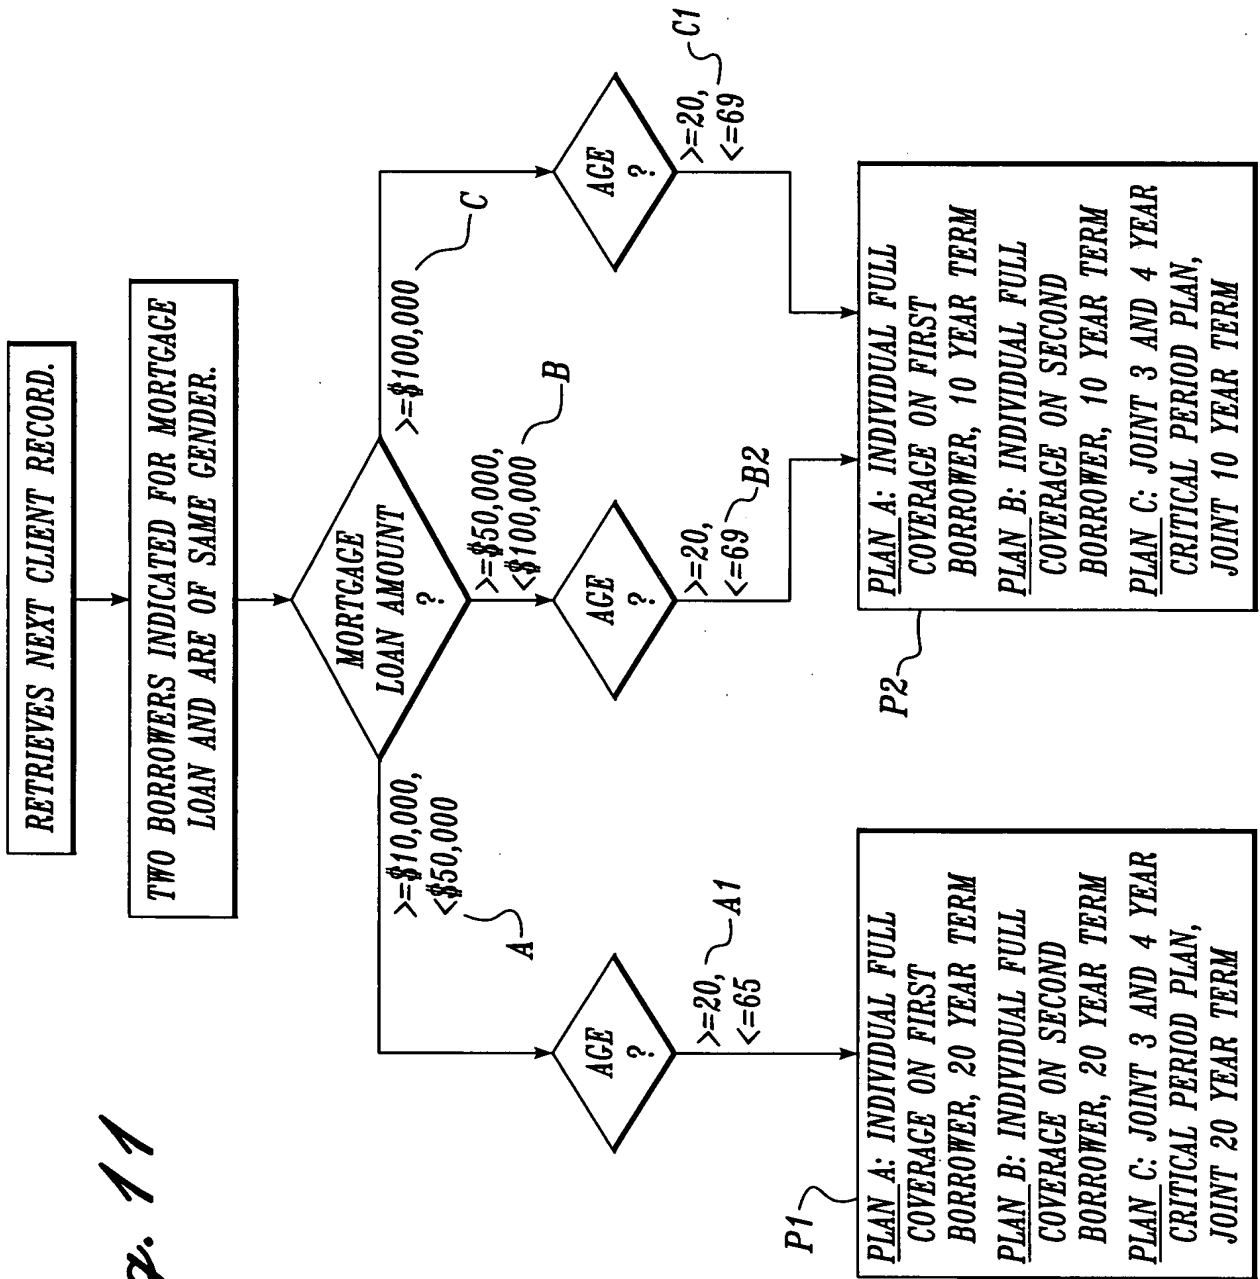 RETRIEVES NEXT CLIENT RECORD.
TWO BORROWERS INDICATED FOR MORTGAGE
LOAN AND ARE OF SAME GENDER.
MORTGAGE
LOAN AMOUNT
?
>=$10,000,
<$50,000
A
>=$50,000,
<$100,000
B
>=$100,000
C
AGE
?
>=20,
<=65
A1
AGE
?
>=20,
<=69
B2
AGE
?
>=20,
<=69
C1
P1
PLAN A: INDIVIDUAL FULL
COVERAGE ON FIRST
BORROWER, 20 YEAR TERM
PLAN B: INDIVIDUAL FULL
COVERAGE ON SECOND
BORROWER, 20 YEAR TERM
PLAN C: JOINT 3 AND 4 YEAR
CRITICAL PERIOD PLAN,
JOINT 20 YEAR TERM
P2
PLAN A: INDIVIDUAL FULL
COVERAGE ON FIRST
BORROWER, 10 YEAR TERM
PLAN B: INDIVIDUAL FULL
COVERAGE ON SECOND
BORROWER, 10 YEAR TERM
PLAN C: JOINT 3 AND 4 YEAR
CRITICAL PERIOD PLAN,
JOINT 10 YEAR TERM
11